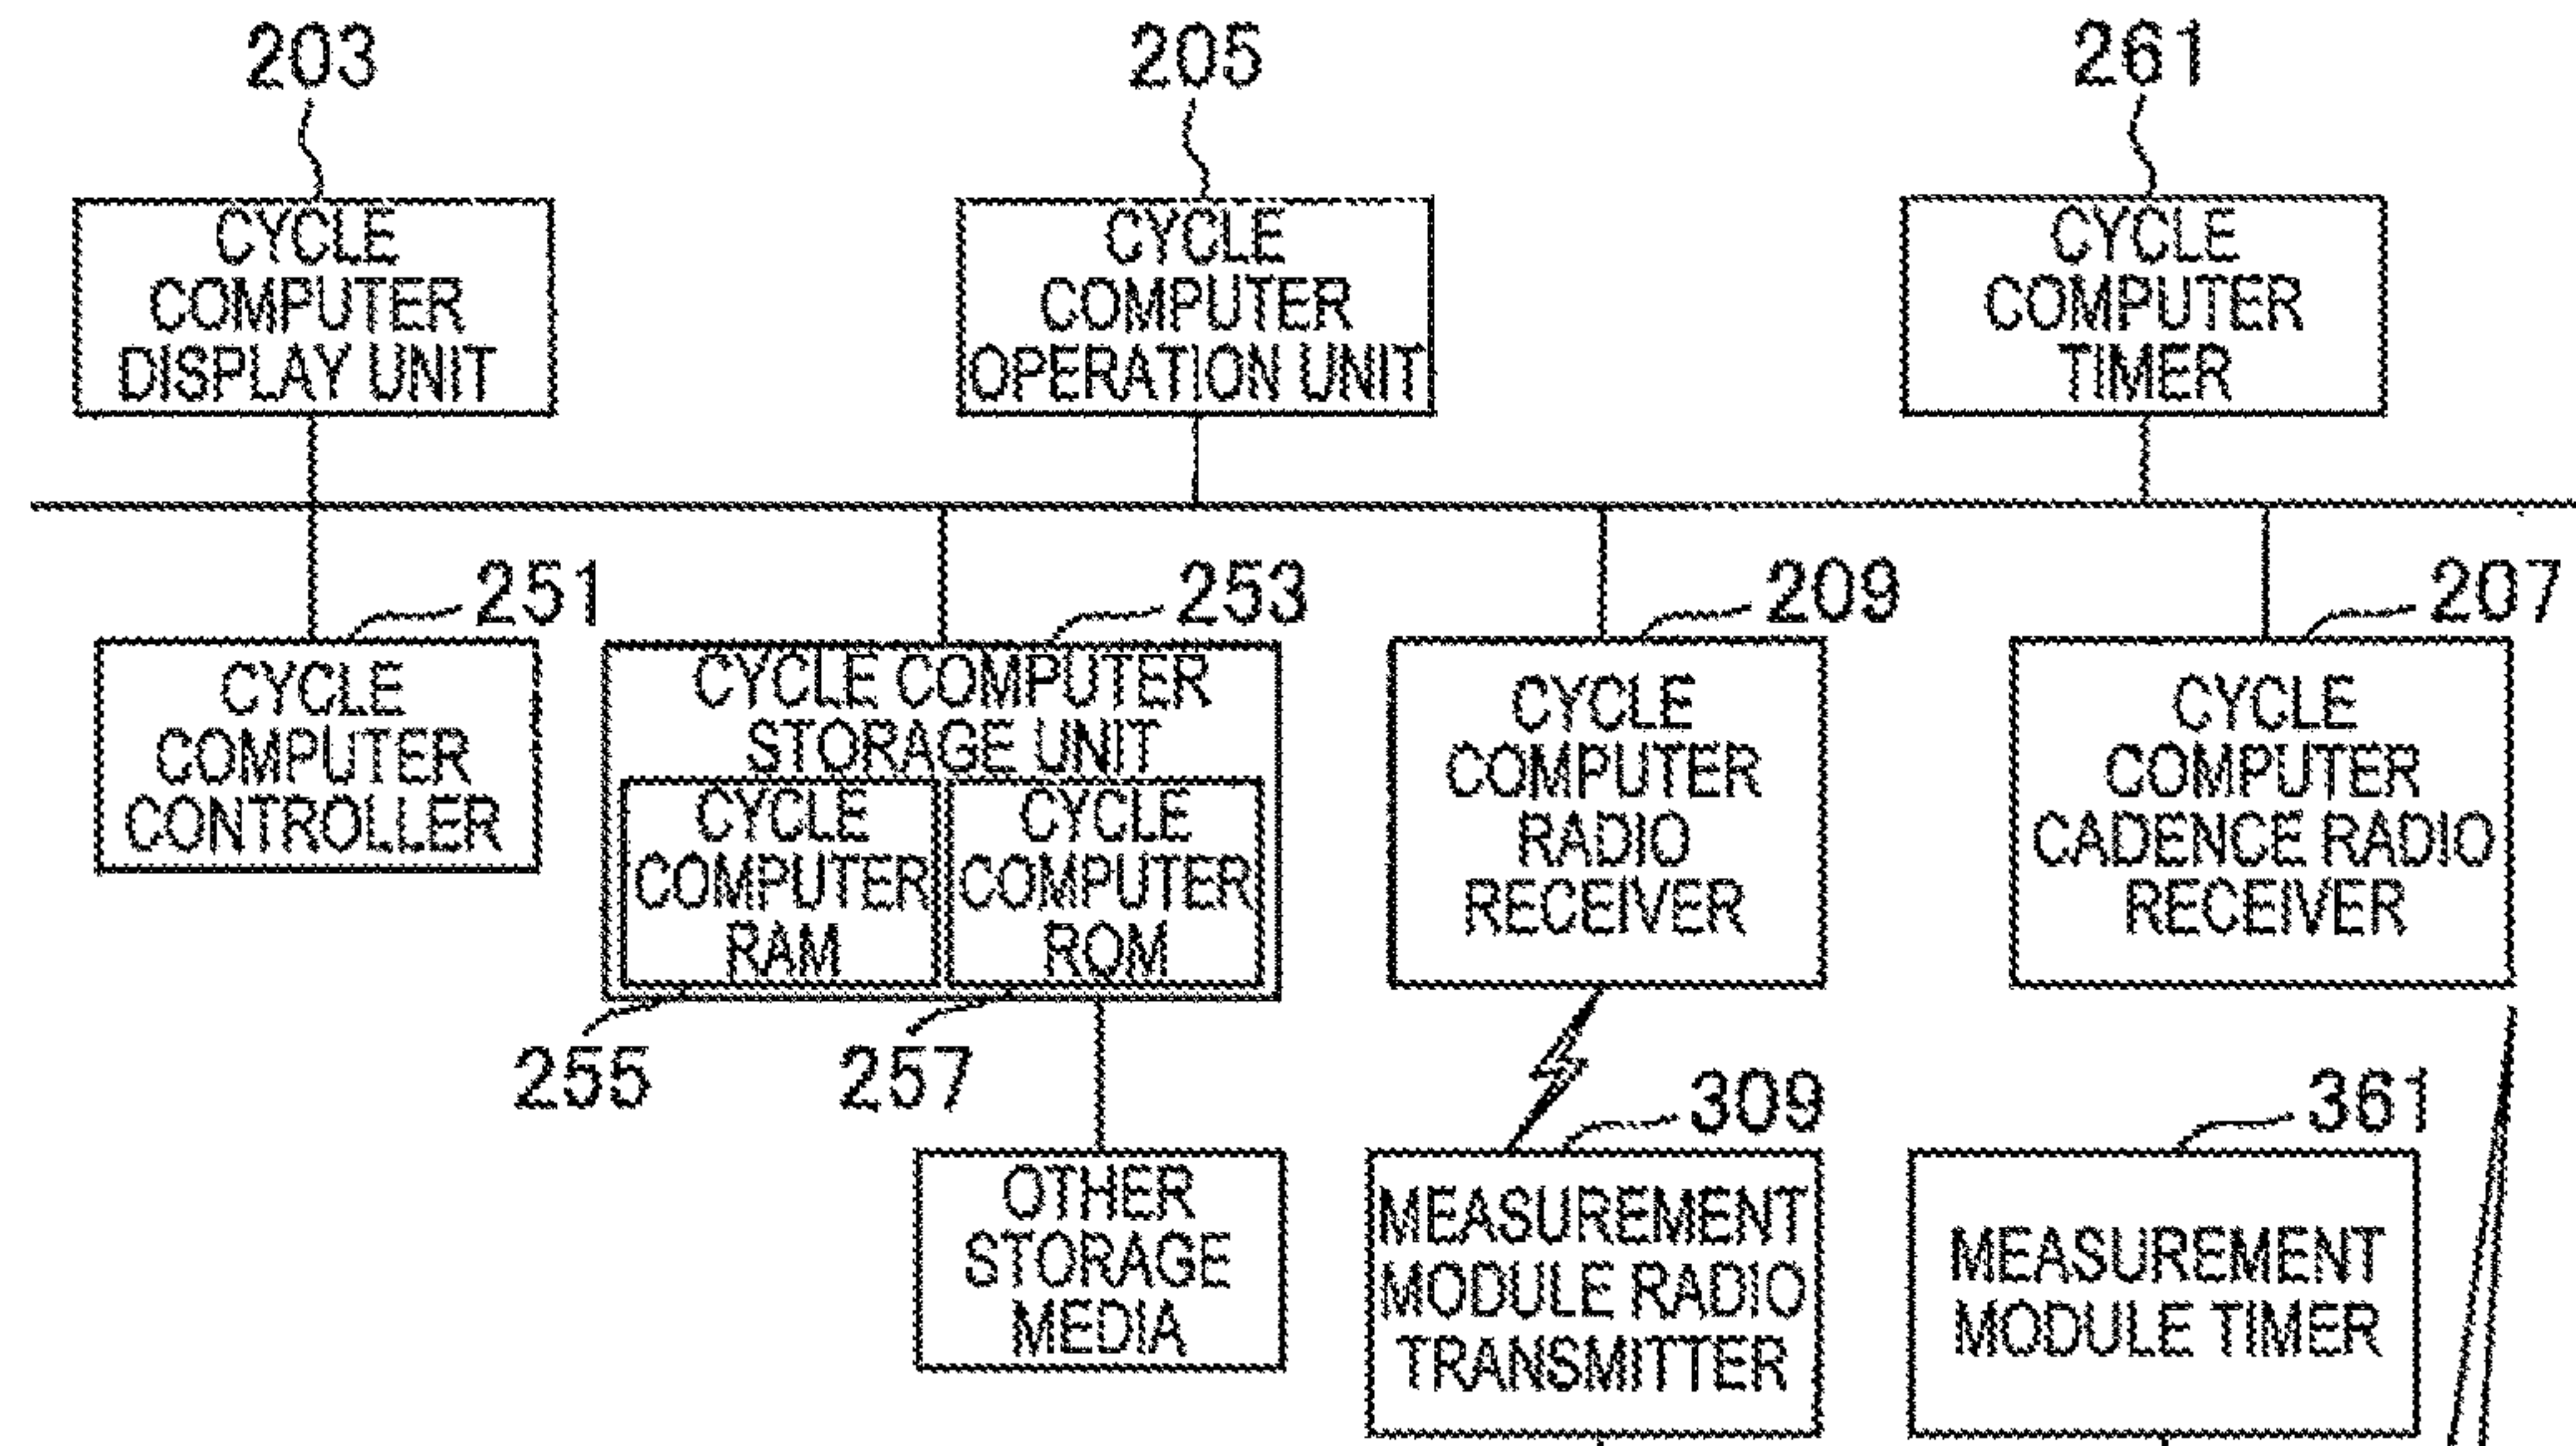 203
205
261
CYCLE
COMPUTER
DISPLAY UNIT
CYCLE
COMPUTER
OPERATION UNIT
CYCLE
COMPUTER
TIMER
251
253
209
207
CYCLE
COMPUTER
CONTROLLER
CYCLE COMPUTER
STORAGE UNIT
CYCLE
COMPUTER
RAM
CYCLE
COMPUTER
ROM
CYCLE
COMPUTER
RADIO
RECEIVER
CYCLE
COMPUTER
CADENCE RADIO
RECEIVER
255
257
309
361
OTHER
STORAGE
MEDIA
MEASUREMENT
MODULE RADIO
TRANSMITTER
MEASUREMENT
MODULE TIMER